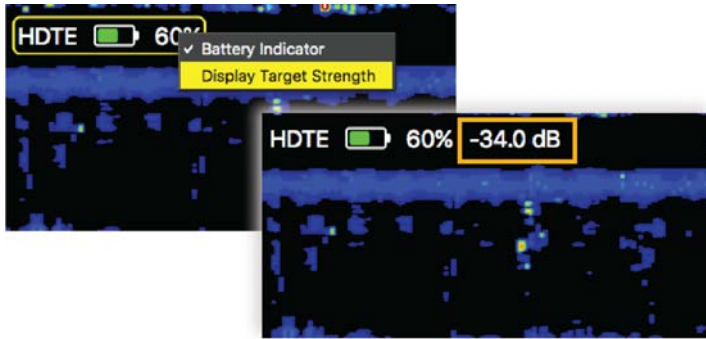 HDTE 60%
✓ Battery Indicator
Display Target Strength
HDTE 60% -34.0 dB